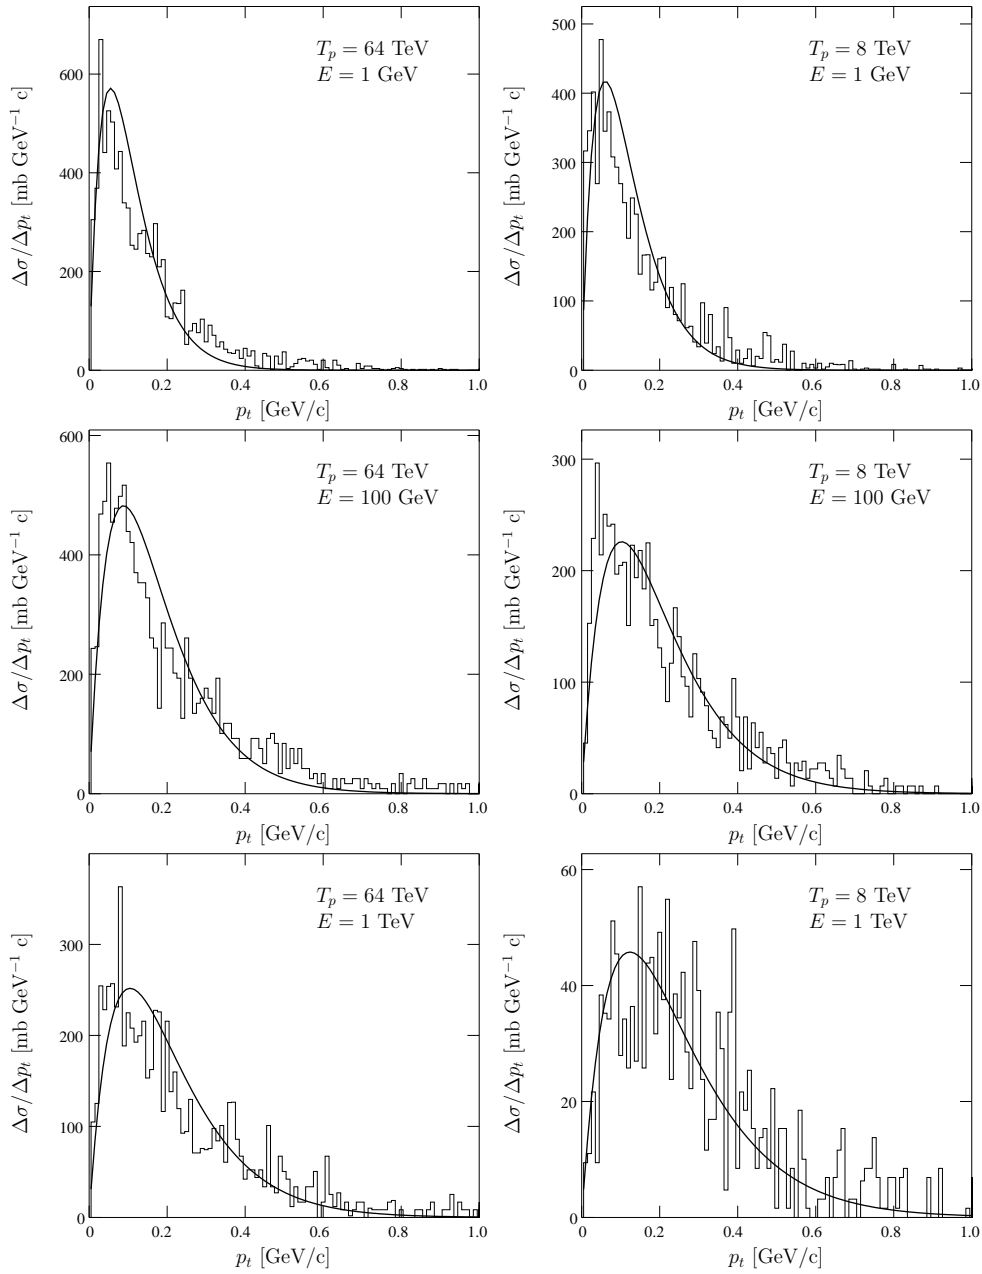 T_p = 64 TeV
E = 1 GeV
600
400
200
0
0 0.2 0.4 0.6 0.8 1.0
p_t [GeV/c]
Δσ/Δp_t [mb GeV⁻¹ c]
T_p = 8 TeV
E = 1 GeV
500
400
300
200
100
0
0 0.2 0.4 0.6 0.8 1.0
p_t [GeV/c]
Δσ/Δp_t [mb GeV⁻¹ c]
T_p = 64 TeV
E = 100 GeV
600
400
200
0
0 0.2 0.4 0.6 0.8 1.0
p_t [GeV/c]
Δσ/Δp_t [mb GeV⁻¹ c]
T_p = 8 TeV
E = 100 GeV
300
200
100
0
0 0.2 0.4 0.6 0.8 1.0
p_t [GeV/c]
Δσ/Δp_t [mb GeV⁻¹ c]
T_p = 64 TeV
E = 1 TeV
300
200
100
0
0 0.2 0.4 0.6 0.8 1.0
p_t [GeV/c]
Δσ/Δp_t [mb GeV⁻¹ c]
T_p = 8 TeV
E = 1 TeV
60
40
20
0
0 0.2 0.4 0.6 0.8 1.0
p_t [GeV/c]
Δσ/Δp_t [mb GeV⁻¹ c]